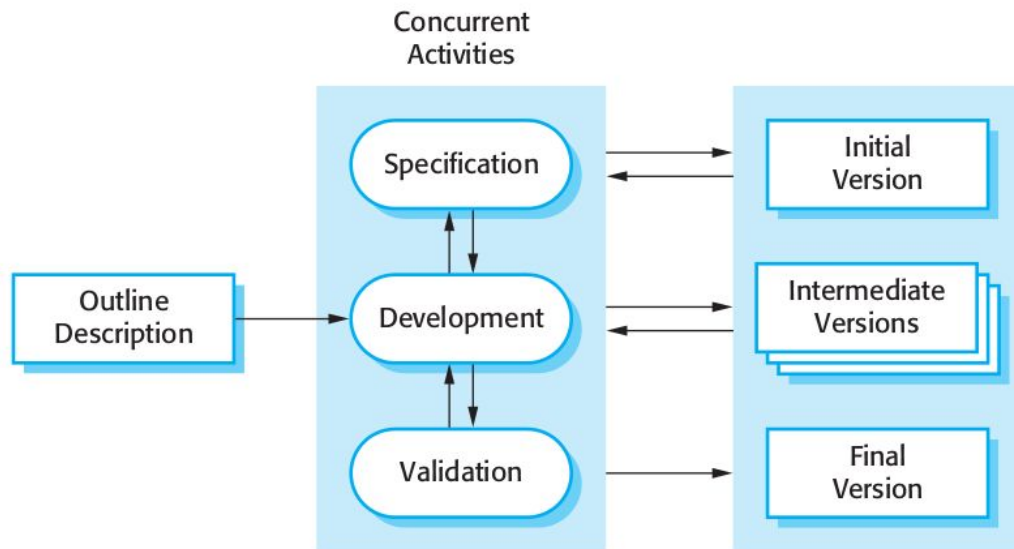 Concurrent
Activities
Specification
Initial
Version
Outline
Description
Development
Intermediate
Versions
Validation
Final
Version